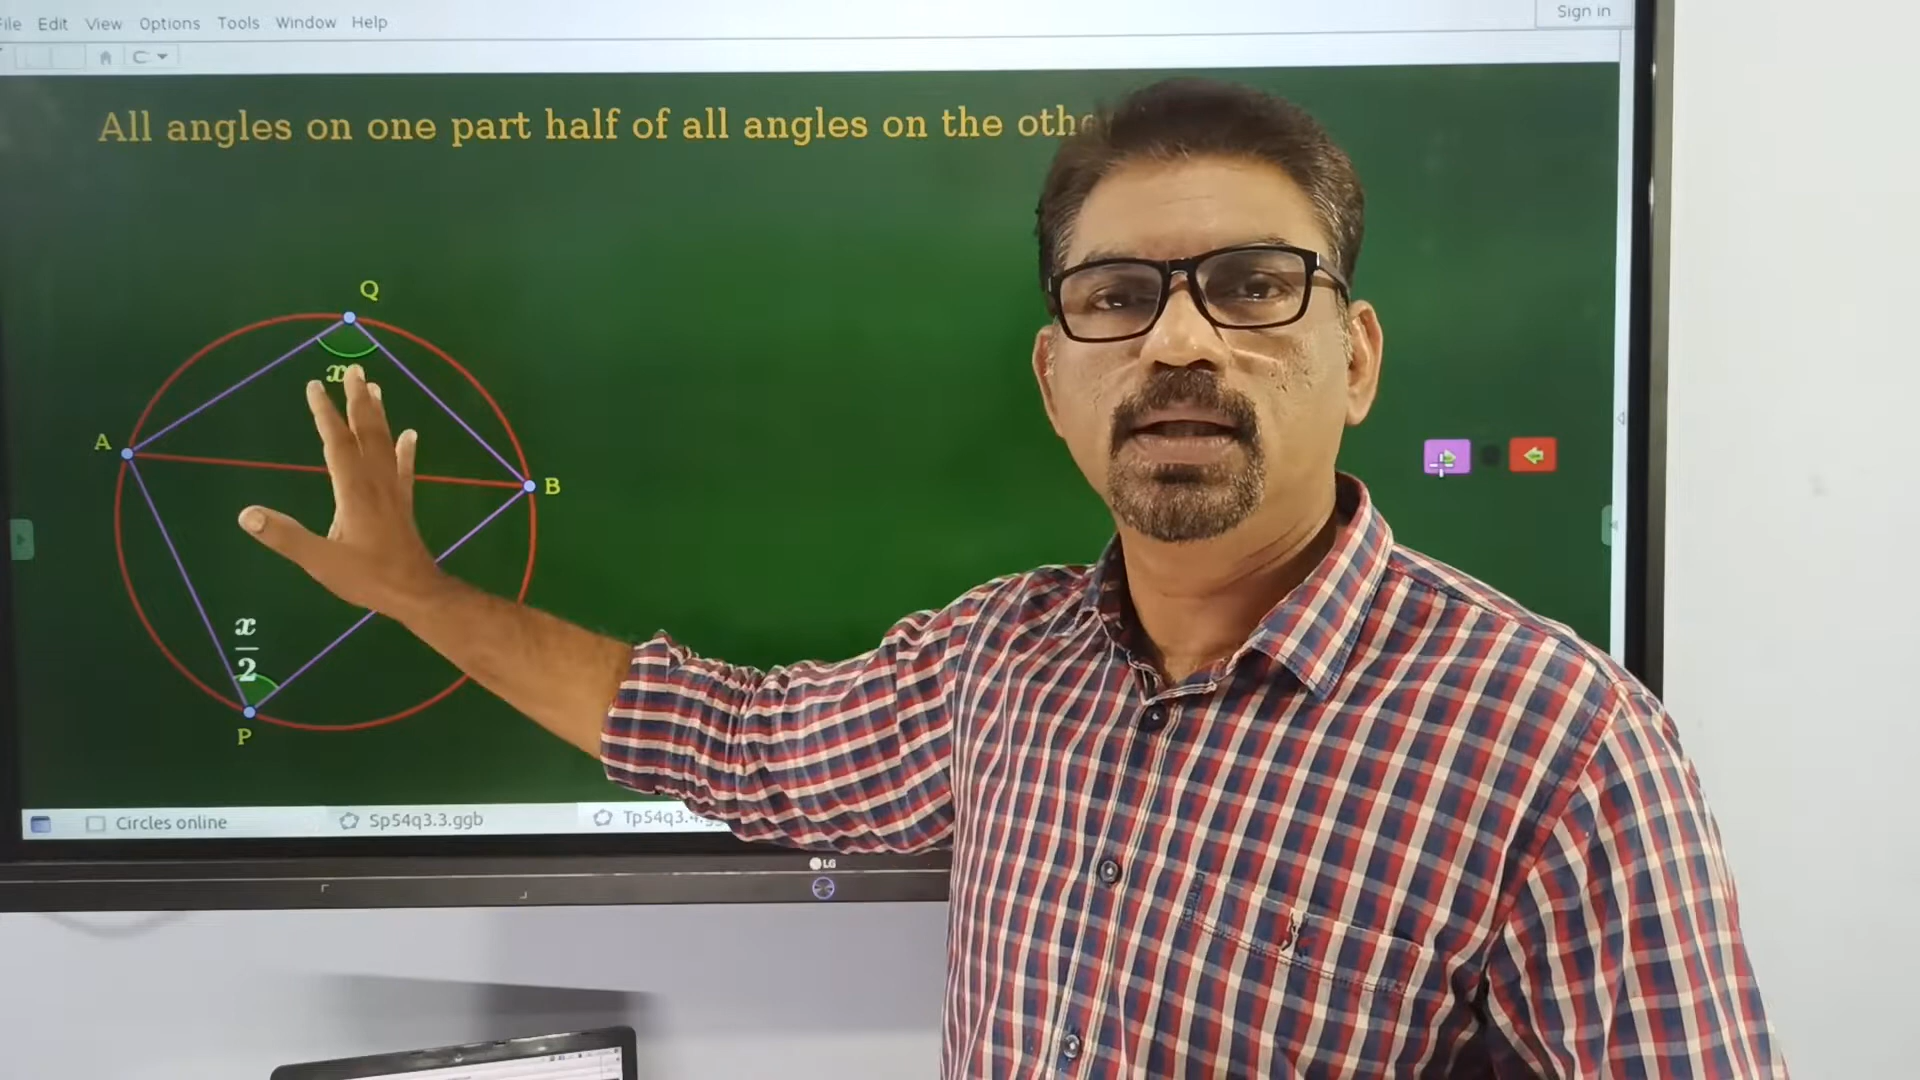 File Edit View Options Tools Window Help
Sign in
All angles on one part half of all angles on the
Q
x
A
B
x
2
P
Circles online Sp54q3.3.ggb
LG